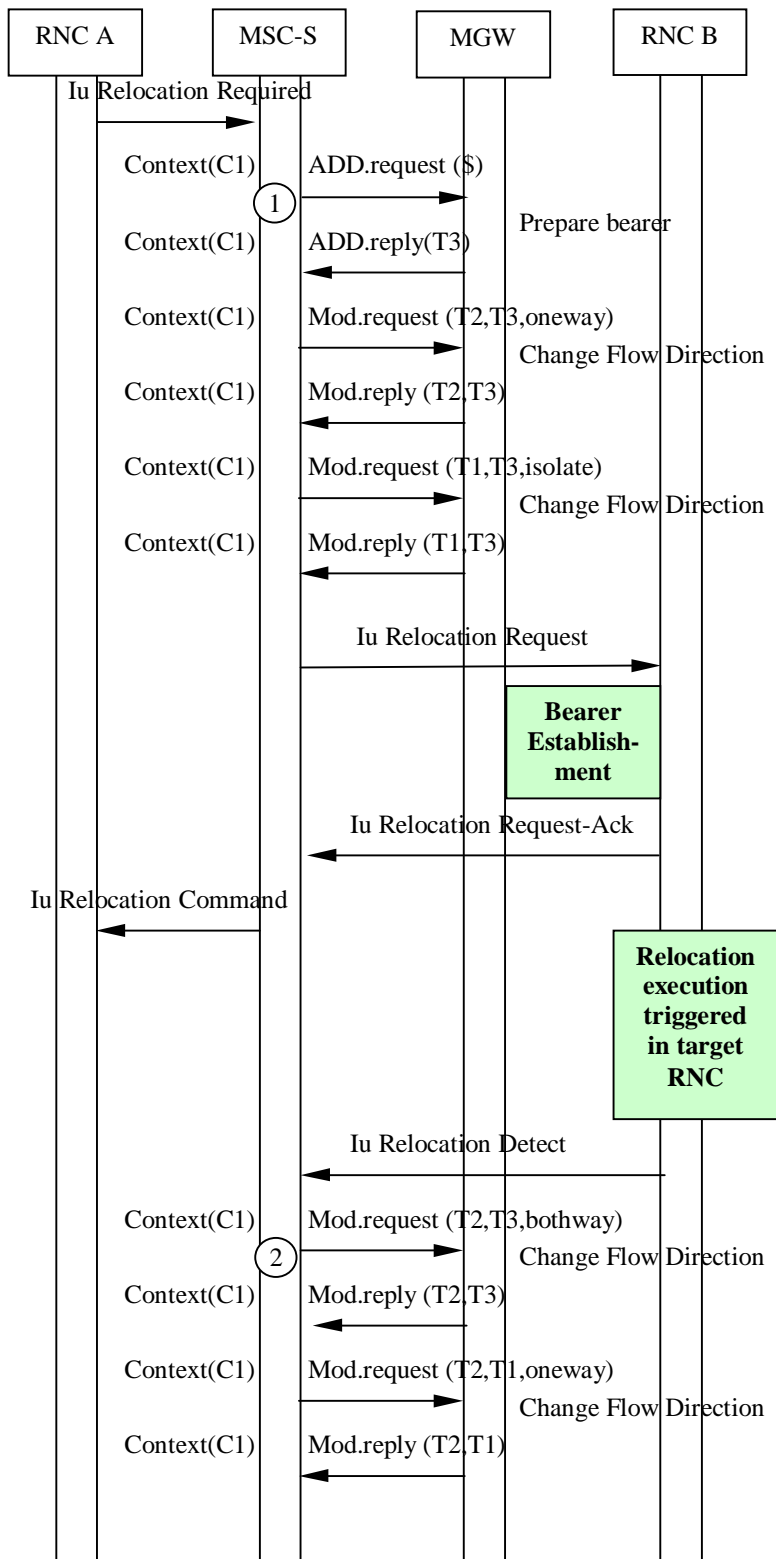 RNC A MSC-S MGW RNC B
Iu Relocation Required
Context(C1) ADD.request ($)
1
Prepare bearer
Context(C1) ADD.reply(T3)
Context(C1) Mod.request (T2,T3,oneway)
Change Flow Direction
Context(C1) Mod.reply (T2,T3)
Context(C1) Mod.request (T1,T3,isolate)
Change Flow Direction
Context(C1) Mod.reply (T1,T3)
Iu Relocation Request
Bearer
Establish-
ment
Iu Relocation Request-Ack
Iu Relocation Command
Relocation
execution
triggered
in target
RNC
Iu Relocation Detect
Context(C1) Mod.request (T2,T3,bothway)
2
Change Flow Direction
Context(C1) Mod.reply (T2,T3)
Context(C1) Mod.request (T2,T1,oneway)
Change Flow Direction
Context(C1) Mod.reply (T2,T1)